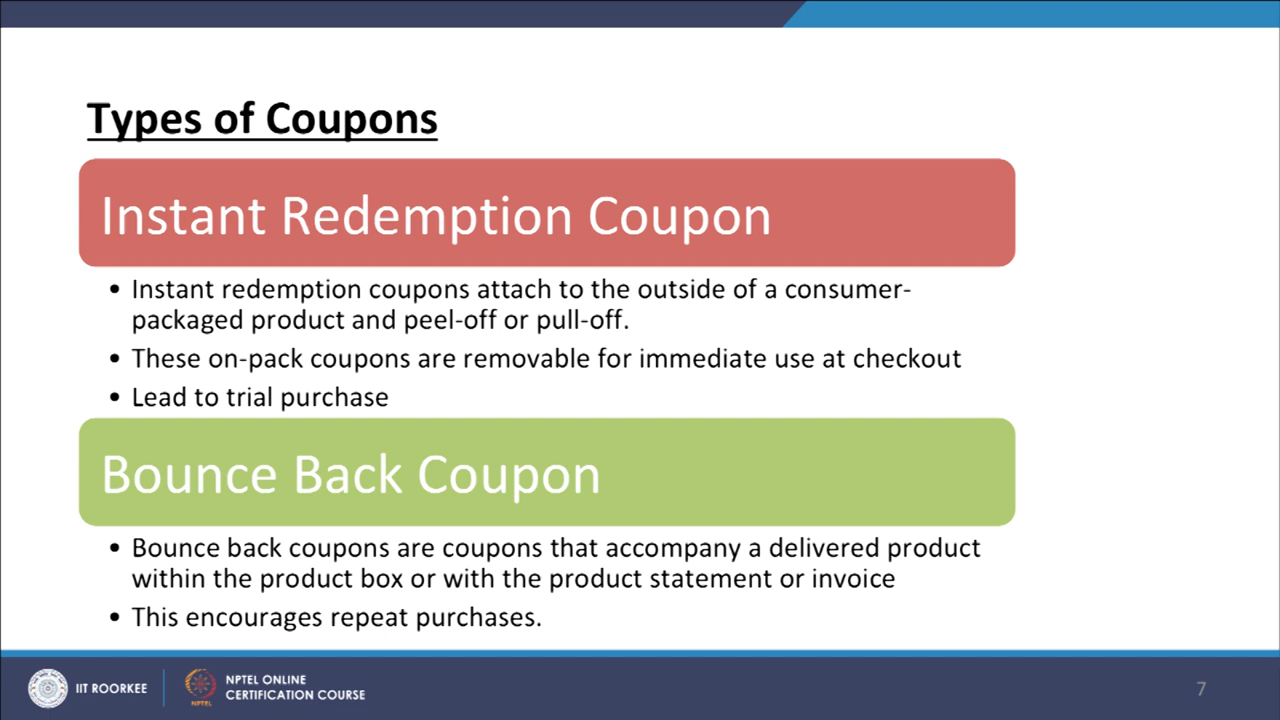 Types of Coupons
Instant Redemption Coupon
• Instant redemption coupons attach to the outside of a consumer-
packaged product and peel-off or pull-off.
• These on-pack coupons are removable for immediate use at checkout
• Lead to trial purchase
Bounce Back Coupon
• Bounce back coupons are coupons that accompany a delivered product
within the product box or with the product statement or invoice
• This encourages repeat purchases.
IIT ROORKEE
NPTEL
NPTEL ONLINE
CERTIFICATION COURSE
7